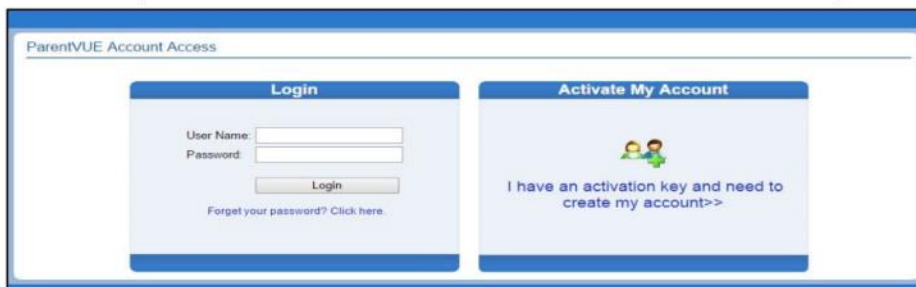 ParentVUE Account Access
Login
User Name:
Password:
Login
Forget your password? Click here.
Activate My Account
I have an activation key and need to
create my account>>